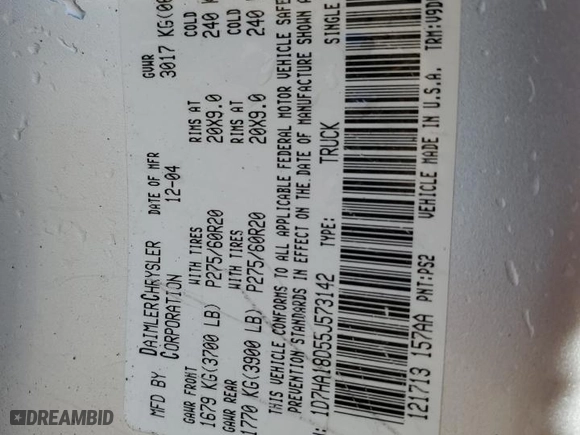 MFD BY DAIMLERCHRYSLER CORPORATION
DATE OF MFR 12-04
GVWR 3017 KG(
GAWR FRONT 1679 KG(3700 LB)
WITH TIRES P275/60R20
RIMS AT 20X9.0
COLD 240
GAWR REAR 1770 KG(3900 LB)
WITH TIRES P275/60R20
RIMS AT 20X9.0
COLD 240
THIS VEHICLE CONFORMS TO ALL APPLICABLE FEDERAL MOTOR VEHICLE SAFE
PREVENTION STANDARDS IN EFFECT ON THE DATE OF MANUFACTURE SHOWN A
: 1D7HA18D55J573142 TYPE: TRUCK SINGLE
121713 157AA PNT:PS2 VEHICLE MADE IN U.S.A. TRM:V9D
DREAMBID